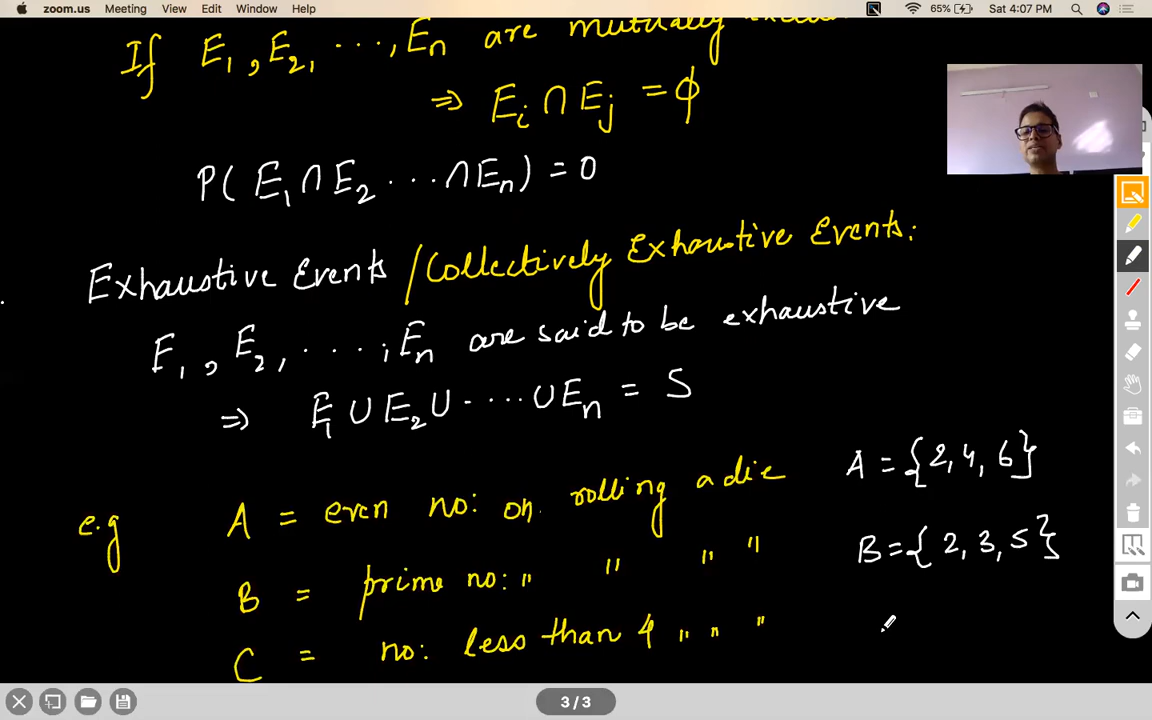 zoom.us Meeting View Edit Window Help 65% Sat 4:07 PM
If E1, E2, ....., En are mutually
⇒ Ei ∩ Ej = ϕ
P( E1 ∩ E2 ... ∩ En ) = 0
Exhaustive Events / Collectively Exhaustive Events:
E1, E2, ....., En are said to be exhaustive
⇒ E1 ∪ E2 ∪ ..... ∪ En = S
e.g A = even no: on rolling a die A = {2, 4, 6}
B = prime no: " " " " B = { 2, 3, 5}
C = no: less than 4 " " "
3/3